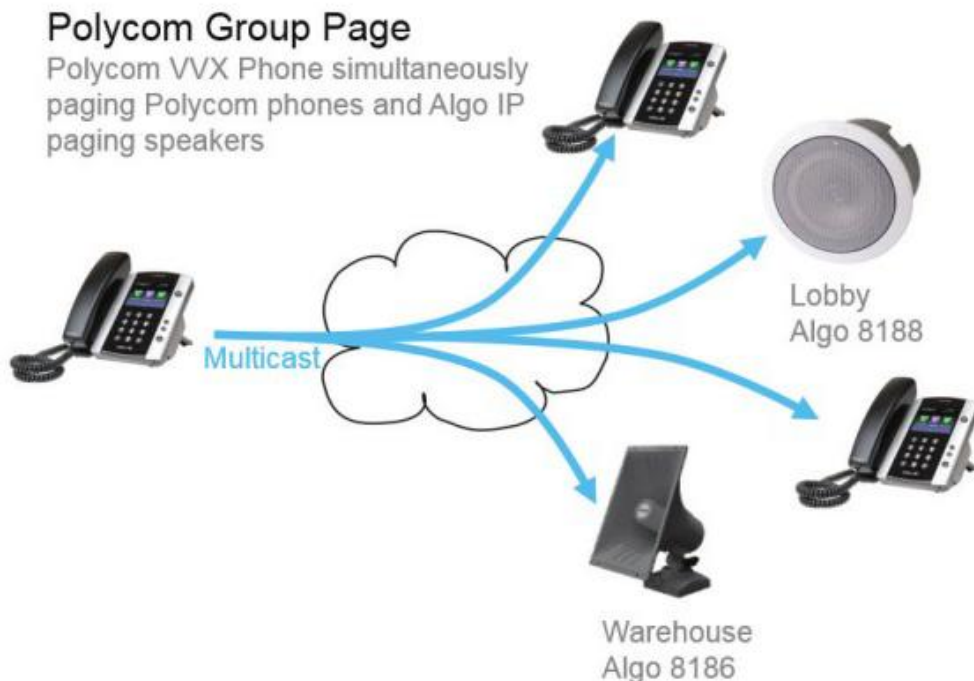 Polycom Group Page
Polycom VVX Phone simultaneously
paging Polycom phones and Algo IP
paging speakers
Multicast
Lobby
Algo 8188
Warehouse
Algo 8186